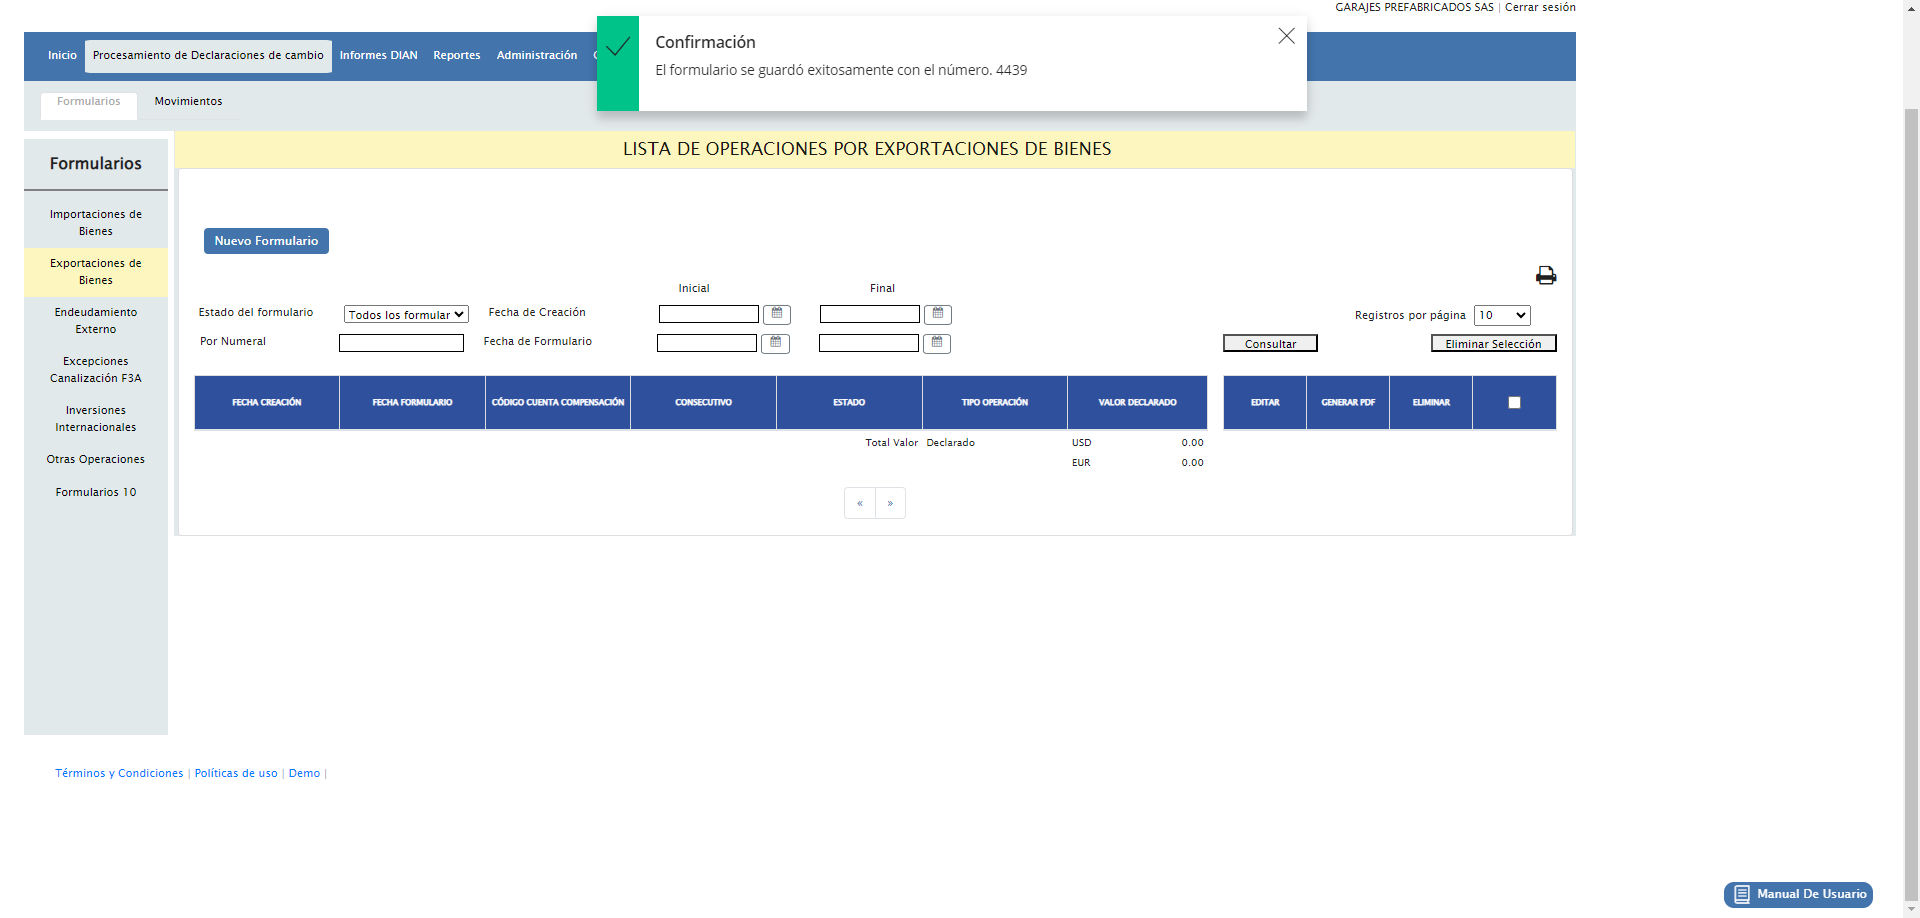 GARAJES PREFABRICADOS SAS | Cerrar sesión
Confirmación
El formulario se guardó exitosamente con el número. 4439
Inicio Procesamiento de Declaraciones de cambio Informes DIAN Reportes Administración
Formularios Movimientos
LISTA DE OPERACIONES POR EXPORTACIONES DE BIENES
Formularios
Importaciones de
Bienes
Exportaciones de
Bienes
Endeudamiento
Externo
Excepciones
Canalización F3A
Inversiones
Internacionales
Otras Operaciones
Formularios 10
Nuevo Formulario
Inicial Final
Estado del formulario Todos los formular Fecha de Creación Registros por página 10
Por Numeral Fecha de Formulario Consultar Eliminar Selección
FECHA CREACIÓN FECHA FORMULARIO CÓDIGO CUENTA COMPENSACIÓN CONSECUTIVO ESTADO TIPO OPERACIÓN VALOR DECLARADO EDITAR GENERAR PDF ELIMINAR
Total Valor Declarado USD 0.00
EUR 0.00
« »
Términos y Condiciones | Políticas de uso | Demo |
Manual De Usuario